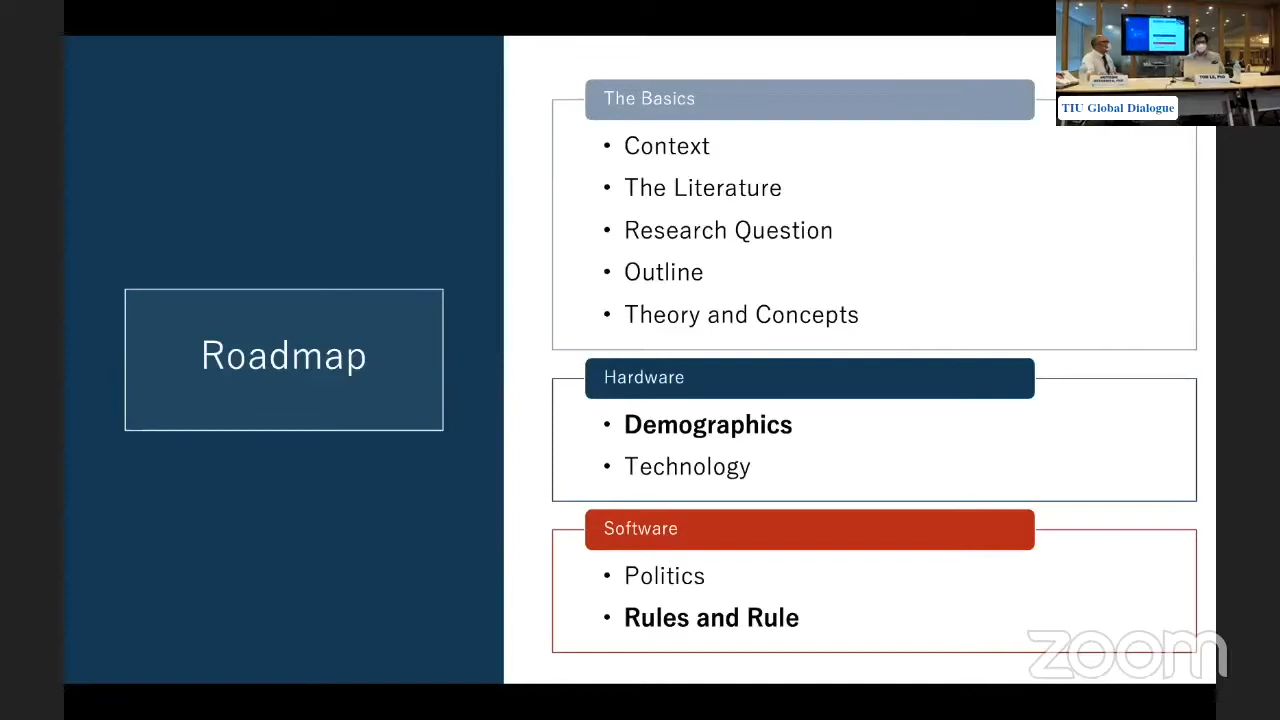 The Basics
• Context
• The Literature
• Research Question
• Outline
• Theory and Concepts
Roadmap
Hardware
• Demographics
• Technology
Software
• Politics
• Rules and Rule
TIU Global Dialogue
zoom